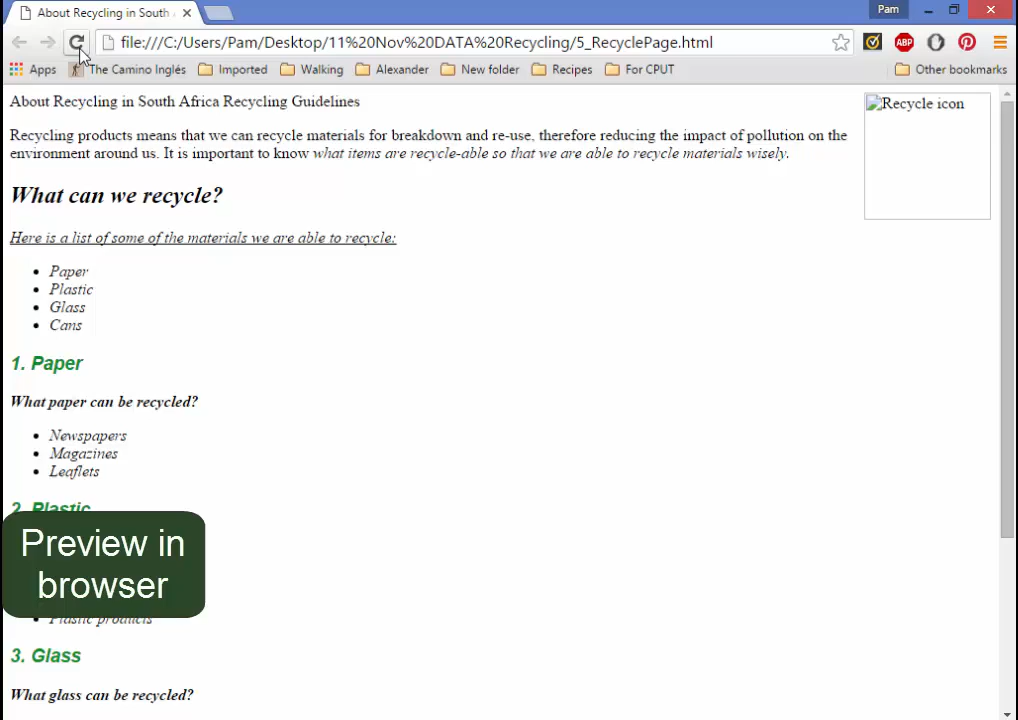 About Recycling in South
Pam
file:///C:/Users/Pam/Desktop/11%20Nov%20DATA%20Recycling/5_RecyclePage.html
ABP
Apps
The Camino Inglés
Imported
Walking
Alexander
New folder
Recipes
For CPUT
Other bookmarks
About Recycling in South Africa Recycling Guidelines
Recycle icon
Recycling products means that we can recycle materials for breakdown and re-use, therefore reducing the impact of pollution on the
environment around us. It is important to know what items are recycle-able so that we are able to recycle materials wisely.
What can we recycle?
Here is a list of some of the materials we are able to recycle:
• Paper
• Plastic
• Glass
• Cans
1. Paper
What paper can be recycled?
• Newspapers
• Magazines
• Leaflets
2. Plastic
Preview in
browser
• Plastic products
3. Glass
What glass can be recycled?